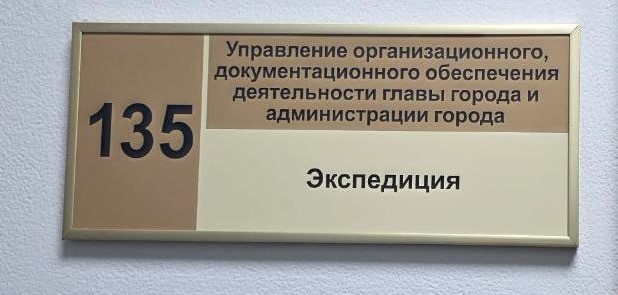 135
Управление организационного,
документационного обеспечения
деятельности главы города и
администрации города
Экспедиция